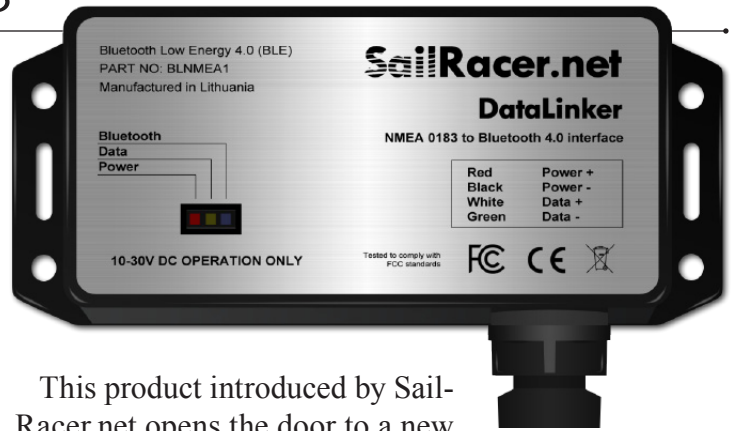 Bluetooth Low Energy 4.0 (BLE)
PART NO: BLNMEA1
Manufactured in Lithuania
SailRacer.net
DataLinker
NMEA 0183 to Bluetooth 4.0 interface
Bluetooth
Data
Power
Red Power +
Black Power -
White Data +
Green Data -
10-30V DC OPERATION ONLY
Tested to comply with
FCC standards
FC CE
This product introduced by Sail-
Racer.net opens the door to a new